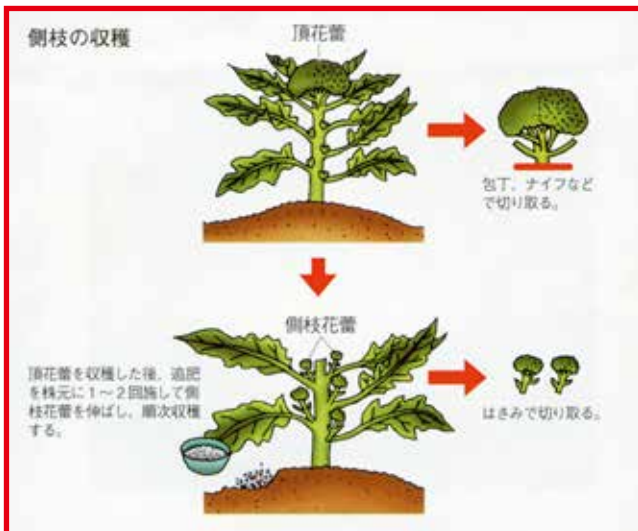 側枝の収穫
頂花蕾
包丁、ナイフなど
で切り取る。
側枝花蕾
頂花蕾を収穫した後、追肥
を株元に1〜2回施して側
枝花蕾を伸ばし、順次収穫
する。
はさみで切り取る。